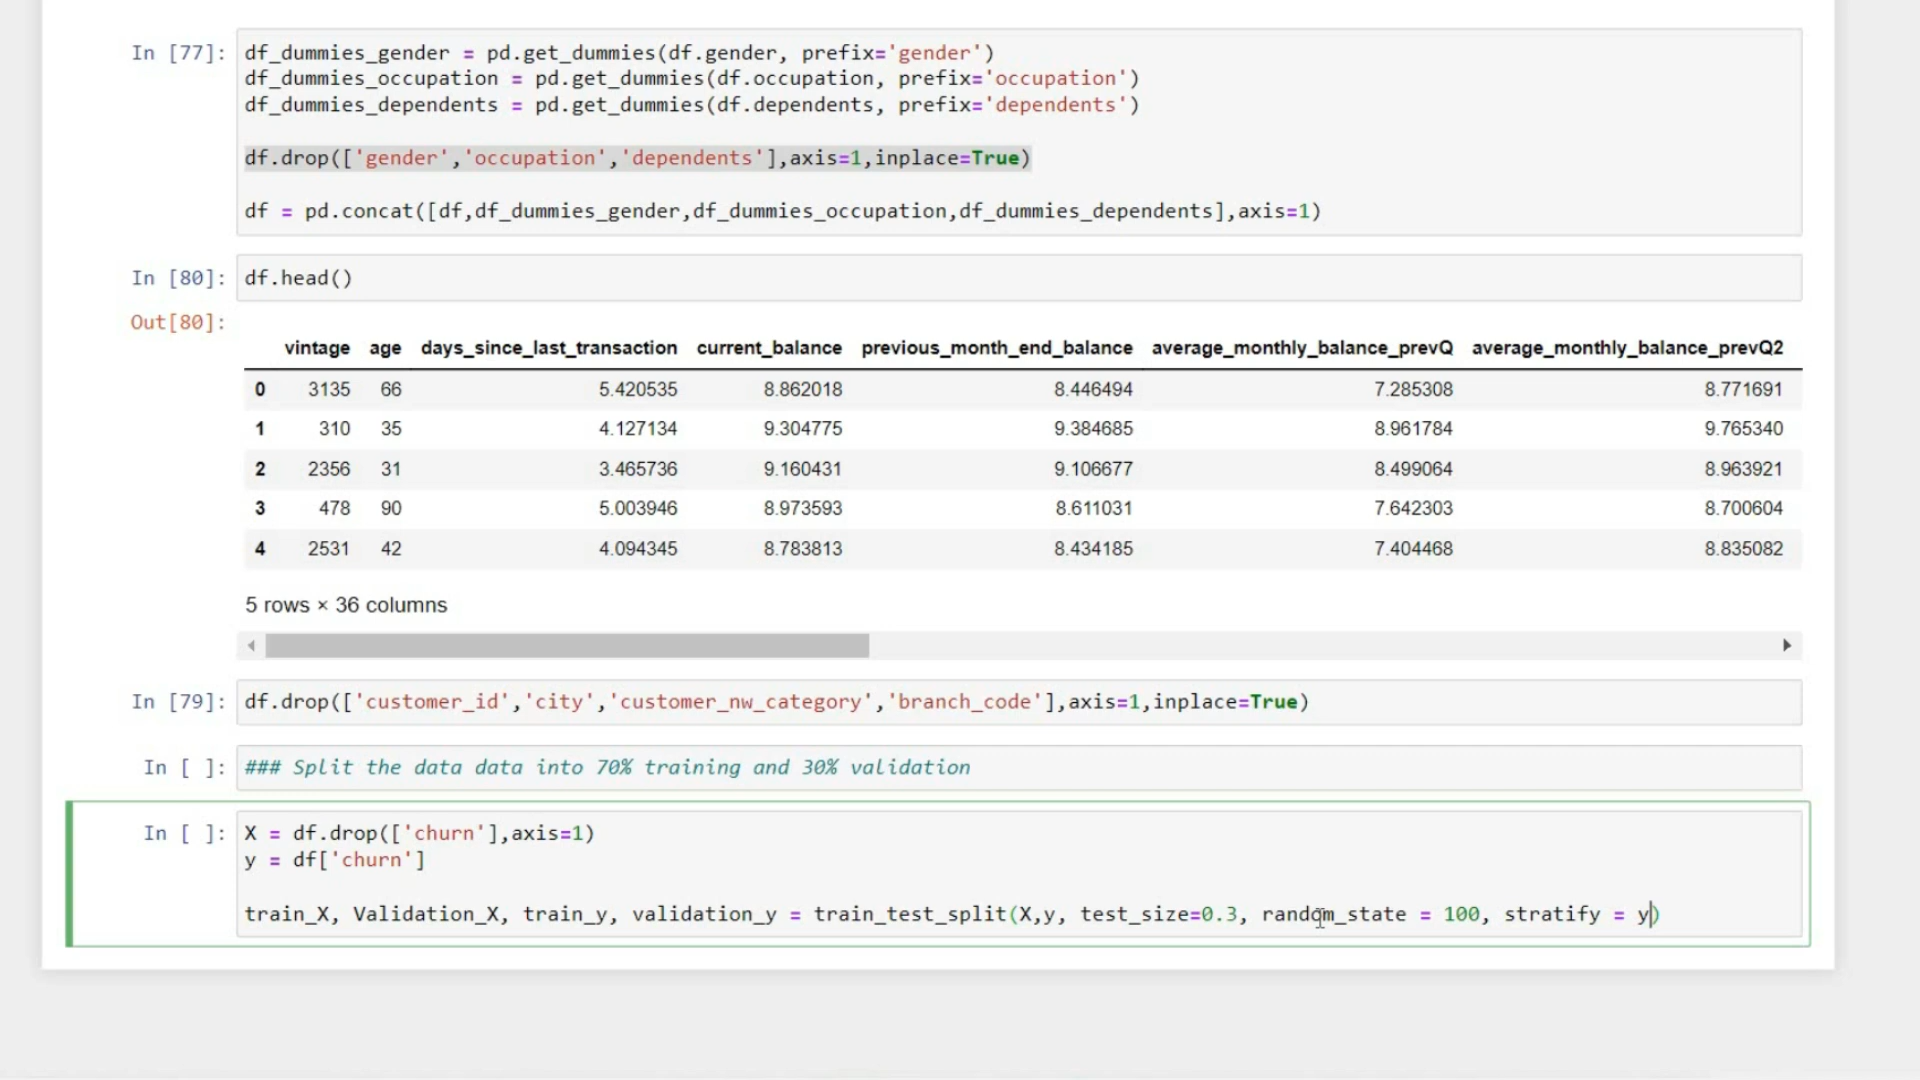 In [77]: df_dummies_gender = pd.get_dummies(df.gender, prefix='gender')
df_dummies_occupation = pd.get_dummies(df.occupation, prefix='occupation')
df_dummies_dependents = pd.get_dummies(df.dependents, prefix='dependents')
df.drop(['gender','occupation','dependents'],axis=1,inplace=True)
df = pd.concat([df,df_dummies_gender,df_dummies_occupation,df_dummies_dependents],axis=1)
In [80]: df.head()
Out[80]:
vintage age days_since_last_transaction current_balance previous_month_end_balance average_monthly_balance_prevQ average_monthly_balance_prevQ2
0 3135 66 5.420535 8.862018 8.446494 7.285308 8.771691
1 310 35 4.127134 9.304775 9.384685 8.961784 9.765340
2 2356 31 3.465736 9.160431 9.106677 8.499064 8.963921
3 478 90 5.003946 8.973593 8.611031 7.642303 8.700604
4 2531 42 4.094345 8.783813 8.434185 7.404468 8.835082
5 rows × 36 columns
In [79]: df.drop(['customer_id','city','customer_nw_category','branch_code'],axis=1,inplace=True)
In [ ]: ### Split the data data into 70% training and 30% validation
In [ ]: X = df.drop(['churn'],axis=1)
y = df['churn']
train_X, Validation_X, train_y, validation_y = train_test_split(X,y, test_size=0.3, random_state = 100, stratify = y)